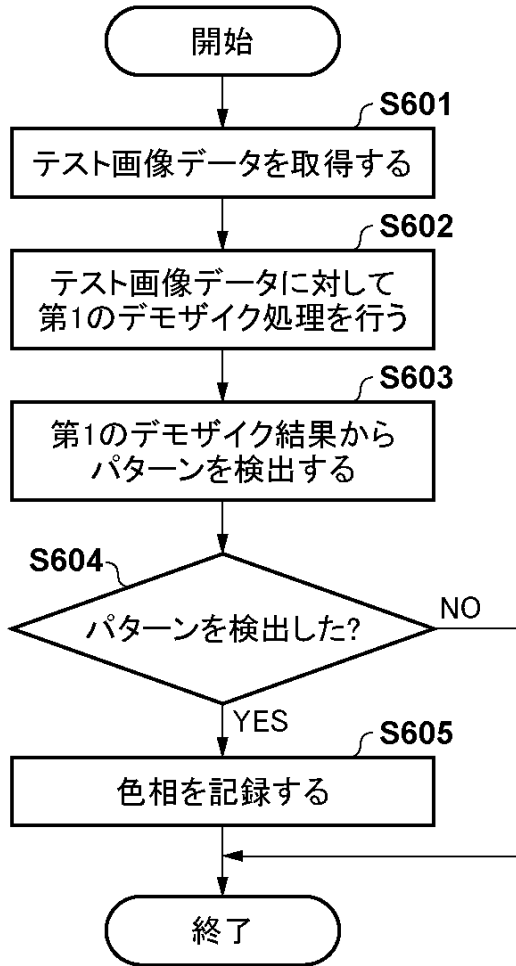 開始
S601
テスト画像データを取得する
S602
テスト画像データに対して
第1のデモザイク処理を行う
S603
第1のデモザイク結果から
パターンを検出する
S604
パターンを検出した?
NO
YES
S605
色相を記録する
終了